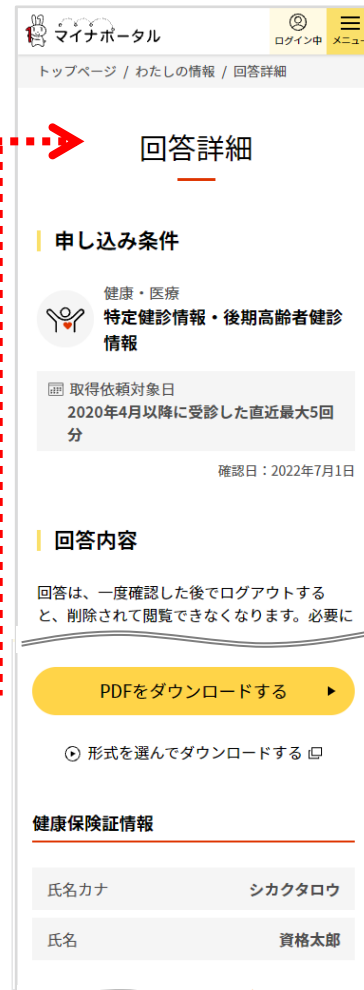 マイナポータル
ログイン中
メニュー
トップページ / わたしの情報 / 回答詳細
回答詳細
申し込み条件
健康・医療
特定健診情報・後期高齢者健診
情報
取得依頼対象日
2020年4月以降に受診した直近最大5回
分
確認日：2022年7月1日
回答内容
回答は、一度確認した後でログアウトする
と、削除されて閲覧できなくなります。必要に
PDFをダウンロードする
形式を選んでダウンロードする
健康保険証情報
氏名カナ シカクタロウ
氏名 資格太郎